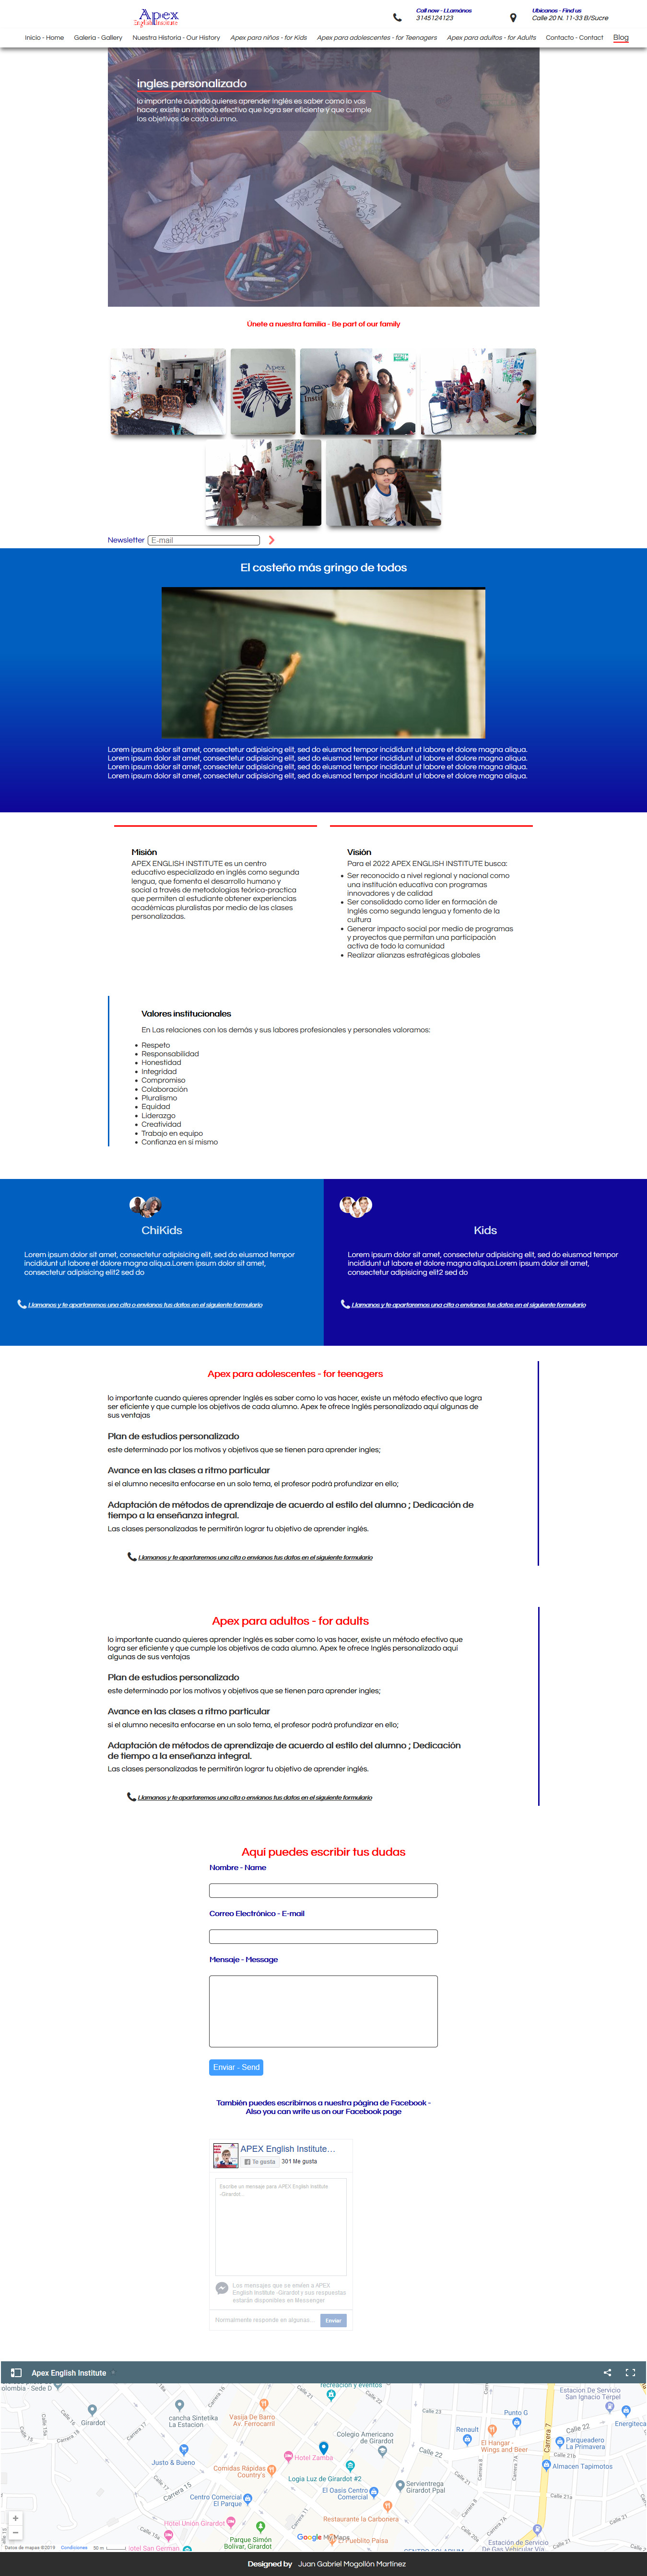 Apex
English Institute
Call now - LLamános
3145124123
Ubícanos - Find us
Calle 20 N. 11-33 B/Sucre
Inicio - Home Galería - Gallery Nuestra Historia - Our History Apex para niños - for Kids Apex para adolescentes - for Teenagers Apex para adultos - for Adults Contacto - Contact Blog
ingles personalizado
lo importante cuando quieres aprender Inglés es saber como lo vas
hacer, existe un método efectivo que logra ser eficiente y que cumple
los objetivos de cada alumno.
Únete a nuestra familia - Be part of our family
Apex
Newsletter E-mail
El costeño más gringo de todos
Lorem ipsum dolor sit amet, consectetur adipisicing elit, sed do eiusmod tempor incididunt ut labore et dolore magna aliqua.
Lorem ipsum dolor sit amet, consectetur adipisicing elit, sed do eiusmod tempor incididunt ut labore et dolore magna aliqua.
Lorem ipsum dolor sit amet, consectetur adipisicing elit, sed do eiusmod tempor incididunt ut labore et dolore magna aliqua.
Lorem ipsum dolor sit amet, consectetur adipisicing elit, sed do eiusmod tempor incididunt ut labore et dolore magna aliqua.
Misión
APEX ENGLISH INSTITUTE es un centro
educativo especializado en inglés como segunda
lengua, que fomenta el desarrollo humano y
social a través de metodologías teórica-practica
que permiten al estudiante obtener experiencias
académicas pluralistas por medio de las clases
personalizadas.
Visión
Para el 2022 APEX ENGLISH INSTITUTE busca:
Ser reconocido a nivel regional y nacional como
una institución educativa con programas
innovadores y de calidad
Ser consolidado como líder en formación de
Inglés como segunda lengua y fomento de la
cultura
Generar impacto social por medio de programas
y proyectos que permitan una participación
activa de todo la comunidad
Realizar alianzas estratégicas globales
Valores institucionales
En Las relaciones con los demás y sus labores profesionales y personales valoramos:
Respeto
Responsabilidad
Honestidad
Integridad
Compromiso
Colaboración
Pluralismo
Equidad
Liderazgo
Creatividad
Trabajo en equipo
Confianza en si mismo
ChiKids
Lorem ipsum dolor sit amet, consectetur adipisicing elit, sed do eiusmod tempor
incididunt ut labore et dolore magna aliqua.Lorem ipsum dolor sit amet,
consectetur adipisicing elit2 sed do
Llamanos y te apartaremos una cita o envianos tus datos en el siguiente formulario
Kids
Lorem ipsum dolor sit amet, consectetur adipisicing elit, sed do eiusmod tempor
incididunt ut labore et dolore magna aliqua.Lorem ipsum dolor sit amet,
consectetur adipisicing elit2 sed do
Llamanos y te apartaremos una cita o envianos tus datos en el siguiente formulario
Apex para adolescentes - for teenagers
lo importante cuando quieres aprender Inglés es saber como lo vas hacer, existe un método efectivo que logra
ser eficiente y que cumple los objetivos de cada alumno. Apex te ofrece Inglés personalizado aquí algunas de
sus ventajas
Plan de estudios personalizado
este determinado por los motivos y objetivos que se tienen para aprender ingles;
Avance en las clases a ritmo particular
si el alumno necesita enfocarse en un solo tema, el profesor podrá profundizar en ello;
Adaptación de métodos de aprendizaje de acuerdo al estilo del alumno ; Dedicación de
tiempo a la enseñanza integral.
Las clases personalizadas te permitirán lograr tu objetivo de aprender inglés.
Llamanos y te apartaremos una cita o envianos tus datos en el siguiente formulario
Apex para adultos - for adults
lo importante cuando quieres aprender Inglés es saber como lo vas hacer, existe un método efectivo que
logra ser eficiente y que cumple los objetivos de cada alumno. Apex te ofrece Inglés personalizado aquí
algunas de sus ventajas
Plan de estudios personalizado
este determinado por los motivos y objetivos que se tienen para aprender ingles;
Avance en las clases a ritmo particular
si el alumno necesita enfocarse en un solo tema, el profesor podrá profundizar en ello;
Adaptación de métodos de aprendizaje de acuerdo al estilo del alumno ; Dedicación
de tiempo a la enseñanza integral.
Las clases personalizadas te permitirán lograr tu objetivo de aprender inglés.
Llamanos y te apartaremos una cita o envianos tus datos en el siguiente formulario
Aquí puedes escribir tus dudas
Nombre - Name
Correo Electrónico - E-mail
Mensaje - Message
Enviar - Send
También puedes escribirnos a nuestra página de Facebook -
Also you can write us on our Facebook page
APEX English Institute...
Te gusta 301 Me gusta
Escribe un mensaje para APEX English Institute
-Girardot...
Los mensajes que se envíen a APEX
English Institute -Girardot y sus respuestas
estarán disponibles en Messenger
Normalmente responde en algunos... Enviar
Apex English Institute
olombia - Sede D
Girardot
cancha Sintetika
La Estacion
Vasija De Barro
Av. Ferrocarril
recreación y eventos
Colegio Americano
de Girardot
Estación De Servicio
San Ignacio Terpel
Punto G
Energiteca
Renault
El Hangar -
Wings and Beer
Parqueadero
La Primavera
Almacen Tapimotos
Justo & Bueno
Hotel Zamba
Comidas Rápidas
Country's
Logia Luz de Girardot #2
Centro Comercial
El Parque
El Oasis Centro
Comercial
Servientrega
Girardot Ppal
Restaurante la Carbonera
Hotel Unión Girardot
Parque Simón
Bolívar, Girardot
El Pueblito Paisa
Hotel San German
Estación de Servicio
De Gas Vehicular Via
Carrera 15
Carrera 16
Carrera 17
Carrera 18
Carrera 7
Calle 21
Calle 22
Calle 22
Calle 22
Calle 23
Calle 21b
Calle 21a
Google My Maps
Datos de mapas ©2019 Condiciones
Designed by Juan Gabriel Mogollón Martínez